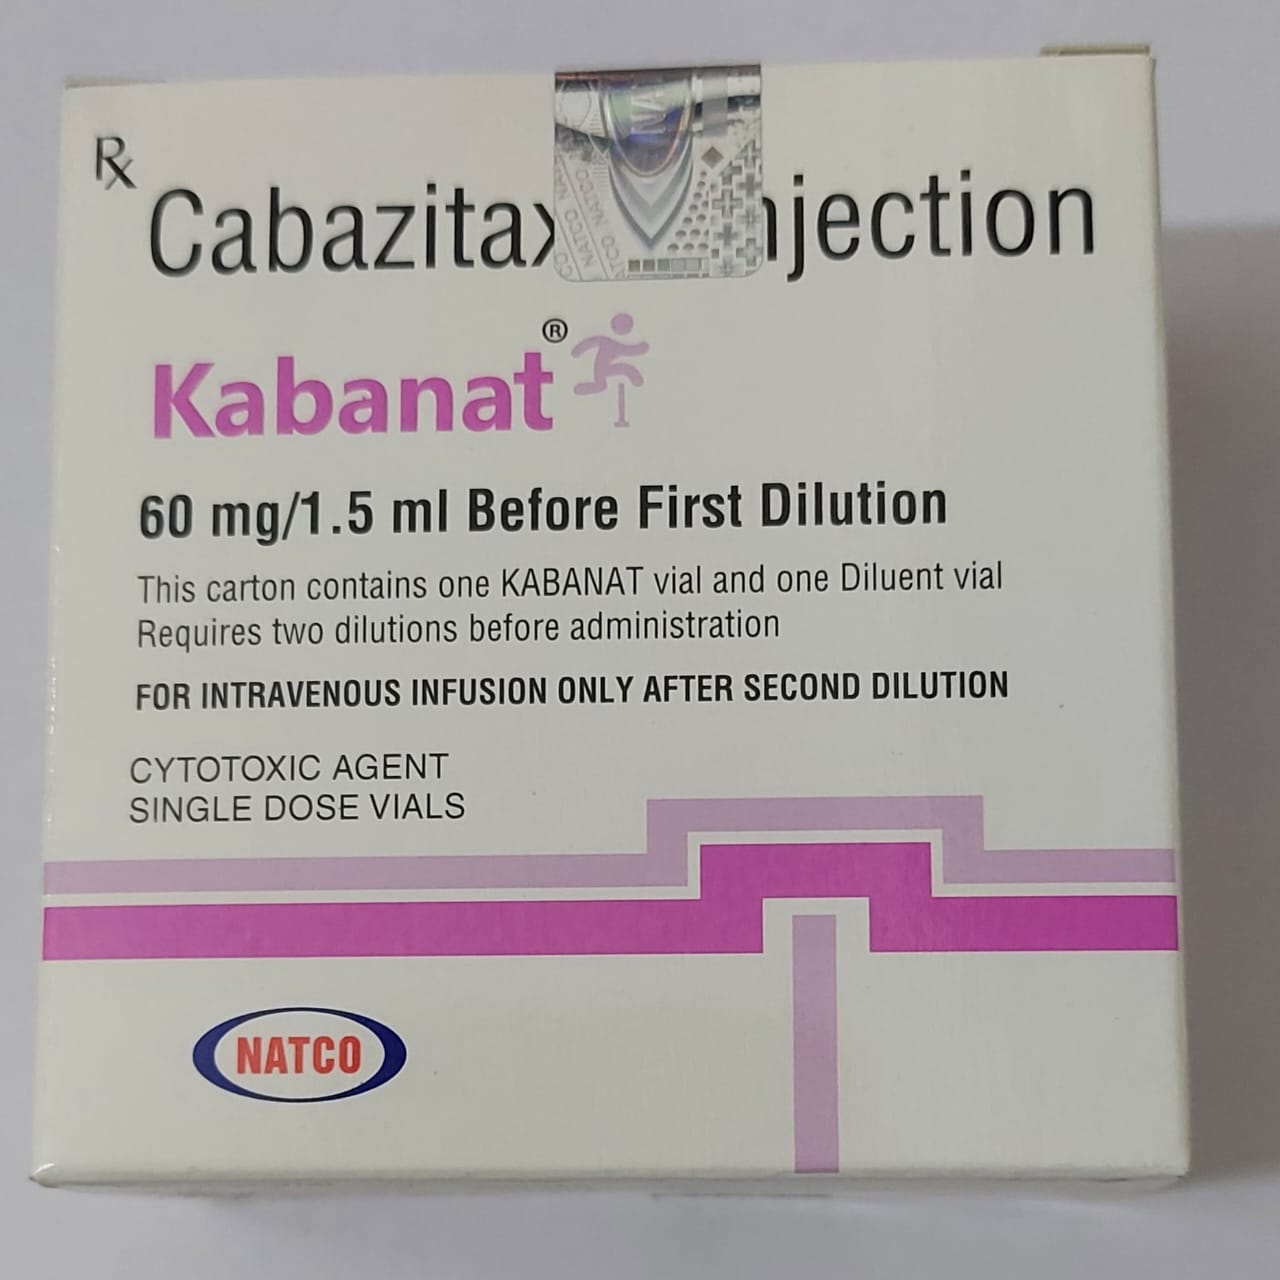 Rx
Cabazitax njection
Kabanat®
60 mg/1.5 ml Before First Dilution
This carton contains one KABANAT vial and one Diluent vial
Requires two dilutions before administration
FOR INTRAVENOUS INFUSION ONLY AFTER SECOND DILUTION
CYTOTOXIC AGENT
SINGLE DOSE VIALS
NATCO